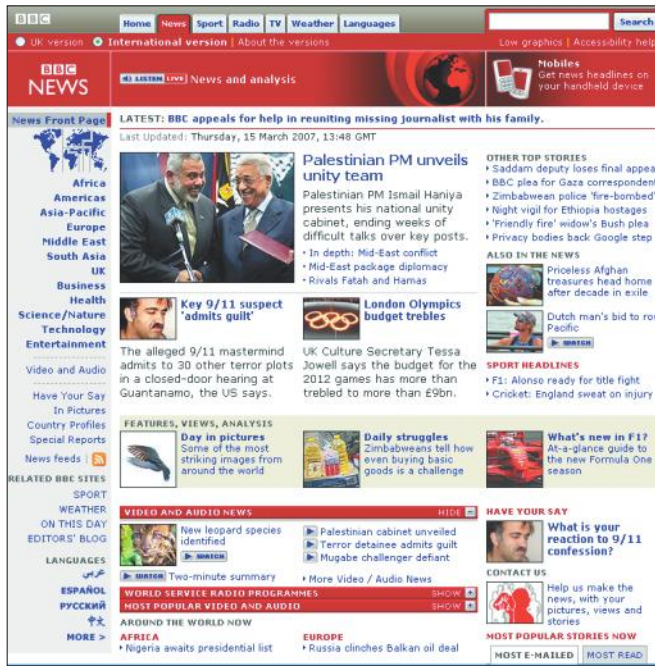 BBC
Home News Sport Radio TV Weather Languages
Search
UK version International version | About the versions
Low graphics | Accessibility help
BBC
NEWS
LISTEN LIVE News and analysis
Mobiles
Get news headlines on
your handheld device
News Front Page
Africa
Americas
Asia-Pacific
Europe
Middle East
South Asia
UK
Business
Health
Science/Nature
Technology
Entertainment
Video and Audio
Have Your Say
In Pictures
Country Profiles
Special Reports
News feeds
RELATED BBC SITES
SPORT
WEATHER
ON THIS DAY
EDITORS' BLOG
LANGUAGES
عربي
ESPAÑOL
РУССКИЙ
中文
MORE >
LATEST: BBC appeals for help in reuniting missing journalist with his family.
Last Updated: Thursday, 15 March 2007, 13:48 GMT
Palestinian PM unveils
unity team
Palestinian PM Ismail Haniya
presents his national unity
cabinet, ending weeks of
difficult talks over key posts.
In depth: Mid-East conflict
Mid-East package diplomacy
Rivals Fatah and Hamas
Key 9/11 suspect
'admits guilt'
The alleged 9/11 mastermind
admits to 30 other terror plots
in a closed-door hearing at
Guantanamo, the US says.
London Olympics
budget trebles
UK Culture Secretary Tessa
Jowell says the budget for the
2012 games has more than
trebled to more than £9bn.
OTHER TOP STORIES
Saddam deputy loses final appea
BBC plea for Gaza correspondent
Zimbabwean police 'fire-bombed'
Night vigil for Ethiopia hostages
'Friendly fire' widow's Bush plea
Privacy bodies back Google step
ALSO IN THE NEWS
Priceless Afghan
treasures head home
after decade in exile
Dutch man's bid to ro
Pacific
WATCH
SPORT HEADLINES
F1: Alonso ready for title fight
Cricket: England sweat on injury
FEATURES, VIEWS, ANALYSIS
Day in pictures
Some of the most
striking images from
around the world
Daily struggles
Zimbabweans tell how
even buying basic
goods is a challenge
What's new in F1?
At-a-glance guide to
the new Formula One
season
VIDEO AND AUDIO NEWS HIDE
New leopard species
identified
WATCH
WATCH Two-minute summary
Palestinian cabinet unveiled
Terror detainee admits guilt
Mugabe challenger defiant
More Video / Audio News
WORLD SERVICE RADIO PROGRAMMES SHOW
MOST POPULAR VIDEO AND AUDIO SHOW
AROUND THE WORLD NOW
AFRICA
Nigeria awaits presidential list
EUROPE
Russia clinches Balkan oil deal
HAVE YOUR SAY
What is your
reaction to 9/11
confession?
CONTACT US
Help us make the
news, with your
pictures, views and
stories
MOST POPULAR STORIES NOW
MOST E-MAILED MOST READ